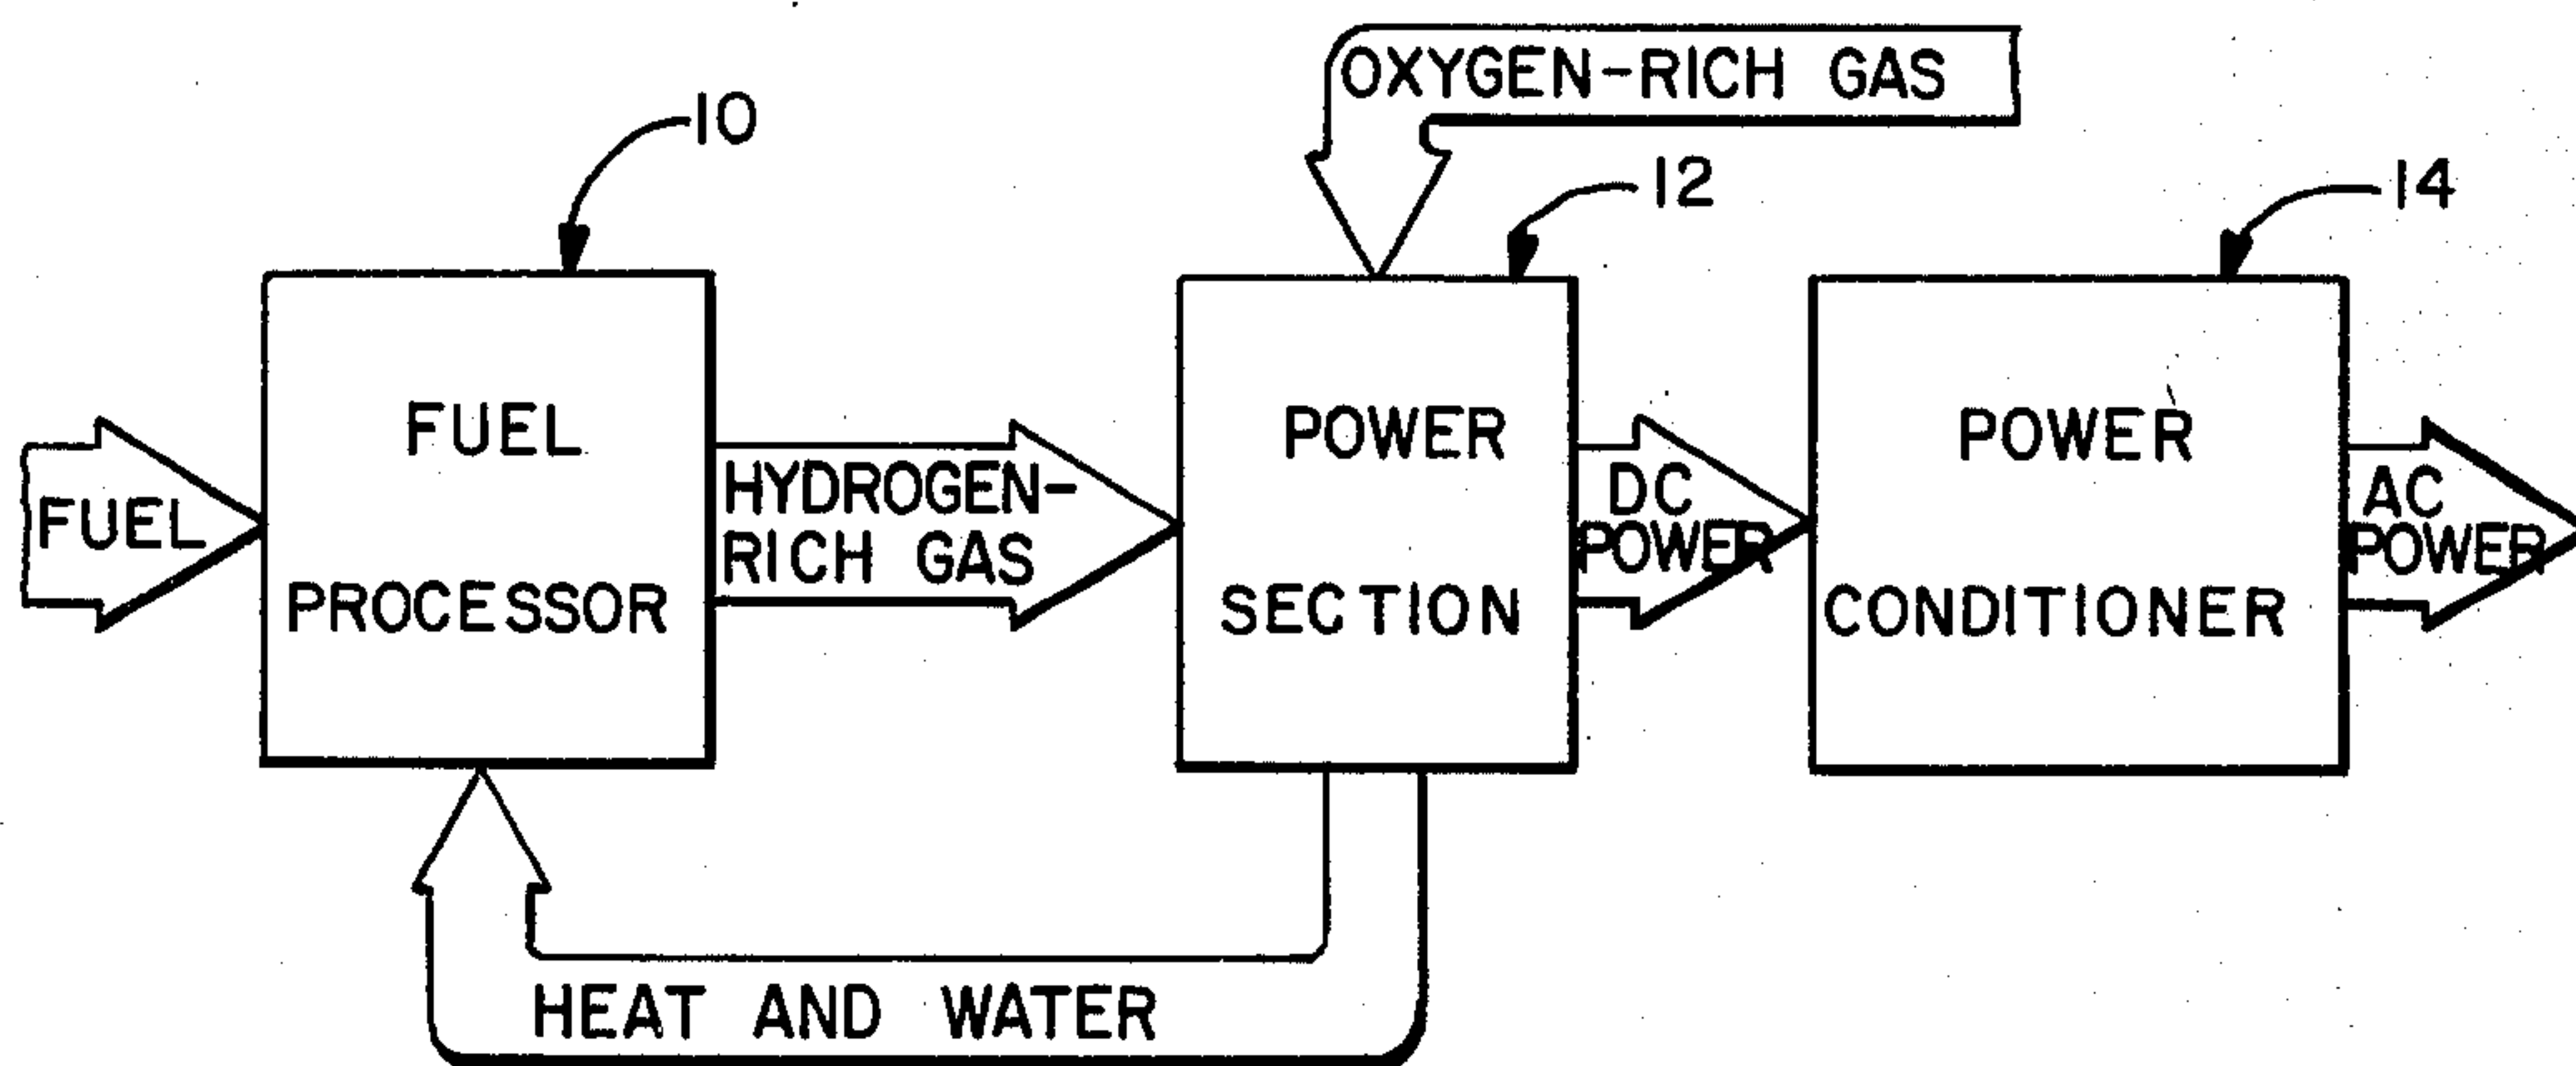 OXYGEN-RICH GAS
10
12
14
FUEL
FUEL
PROCESSOR
HYDROGEN-
RICH GAS
POWER
SECTION
DC
POWER
POWER
CONDITIONER
AC
POWER
HEAT AND WATER